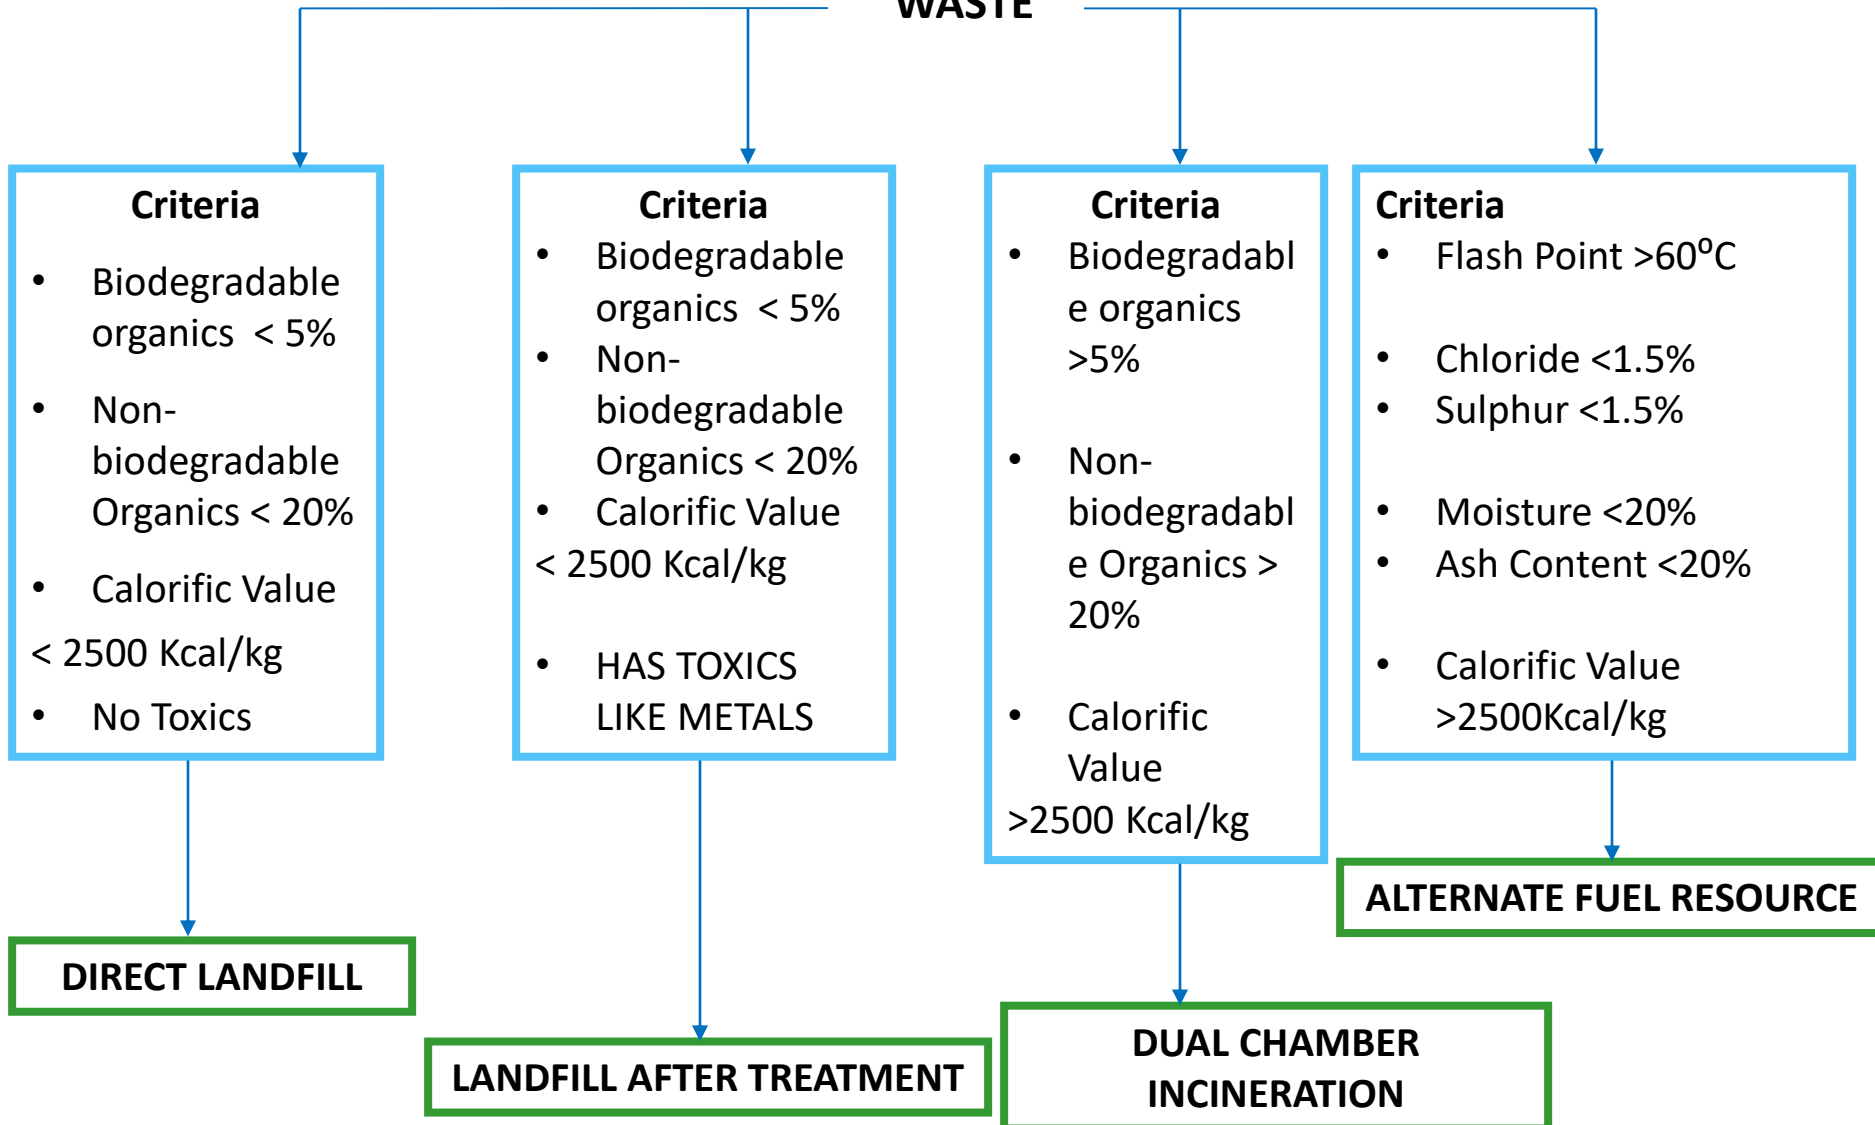 WASTE
Criteria
• Biodegradable
organics < 5%
• Non-
biodegradable
Organics < 20%
• Calorific Value
< 2500 Kcal/kg
• No Toxics
DIRECT LANDFILL
Criteria
• Biodegradable
organics < 5%
• Non-
biodegradable
Organics < 20%
• Calorific Value
< 2500 Kcal/kg
• HAS TOXICS
LIKE METALS
LANDFILL AFTER TREATMENT
Criteria
• Biodegradabl
e organics
>5%
• Non-
biodegradabl
e Organics >
20%
• Calorific
Value
>2500 Kcal/kg
DUAL CHAMBER
INCINERATION
Criteria
• Flash Point >60⁰C
• Chloride <1.5%
• Sulphur <1.5%
• Moisture <20%
• Ash Content <20%
• Calorific Value
>2500Kcal/kg
ALTERNATE FUEL RESOURCE